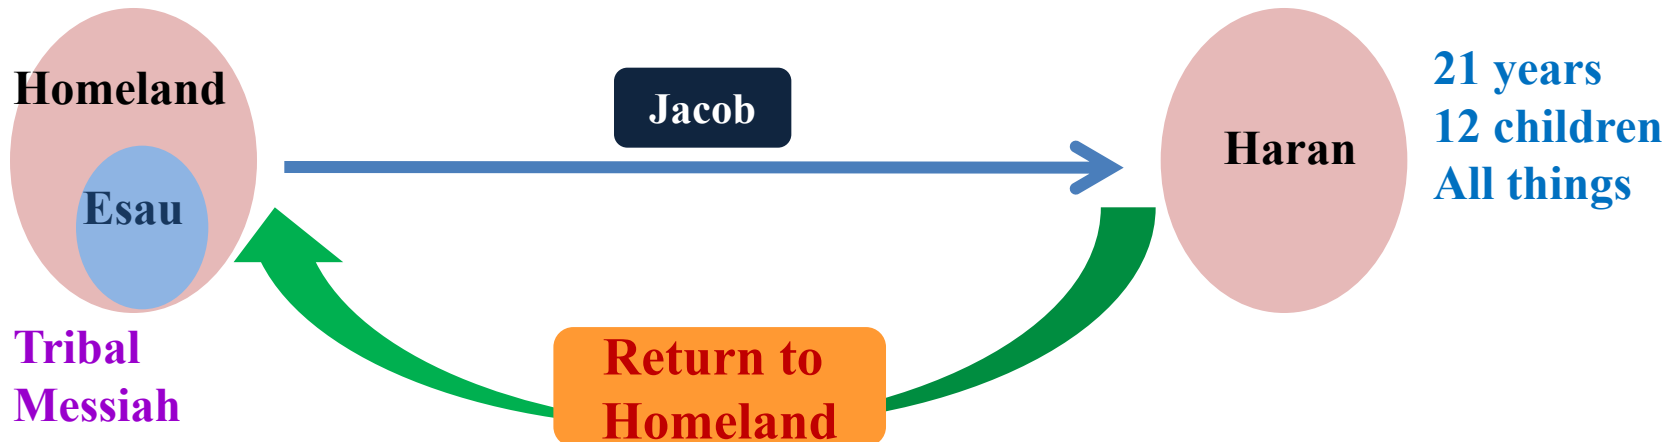 Homeland
Esau
Tribal
Messiah
Jacob
Return to
Homeland
Haran
21 years
12 children
All things